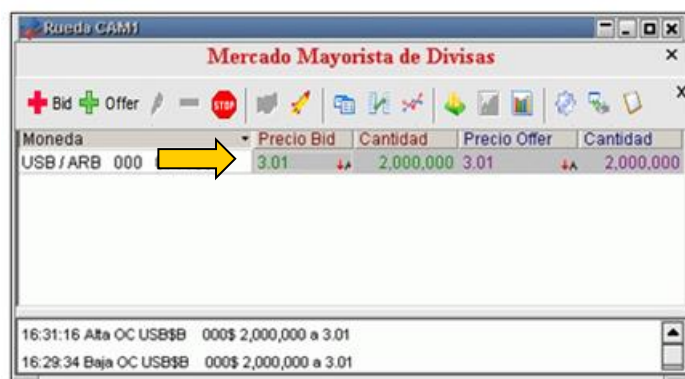 Rueda CAM1
Mercado Mayorista de Divisas
Bid Offer STOP
Moneda Precio Bid Cantidad Precio Offer Cantidad
USB / ARB 000 3.01 A 2,000,000 3.01 A 2,000,000
16:31:16 Alta OC USB$B 000$ 2,000,000 a 3.01
16:29:34 Baja OC USB$B 000$ 2,000,000 a 3.01